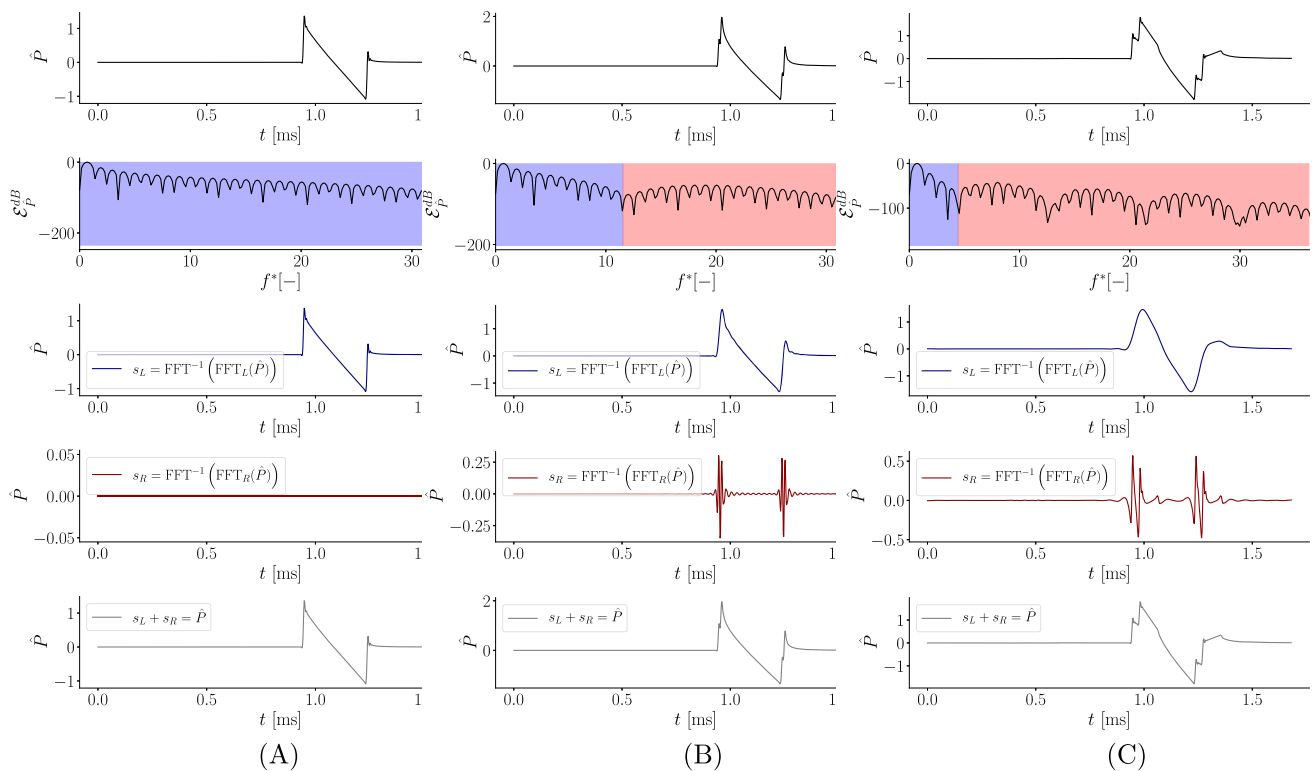 P̂ 1 0 −1 0.0 0.5 1.0 1 t [ms]
P̂ 2 0 0.0 0.5 1.0 1 t [ms]
P̂ 1 0 −1 0.0 0.5 1.0 1.5 t [ms]
ℰ_P̂^dB 0 −200 0 10 20 30 f*[−]
ℰ_P̂^dB 0 −200 0 10 20 30 f*[−]
ℰ_P̂^dB 0 −100 0 10 20 30 f*[−]
P̂ 1 0 −1 s_L = FFT⁻¹(FFT_L(P̂)) 0.0 0.5 1.0 1 t [ms]
P̂ 1 0 −1 s_L = FFT⁻¹(FFT_L(P̂)) 0.0 0.5 1.0 1 t [ms]
P̂ 1 0 −1 s_L = FFT⁻¹(FFT_L(P̂)) 0.0 0.5 1.0 1.5 t [ms]
P̂ 0.05 0.00 −0.05 s_R = FFT⁻¹(FFT_R(P̂)) 0.0 0.5 1.0 1 t [ms]
P̂ 0.25 0.00 −0.25 s_R = FFT⁻¹(FFT_R(P̂)) 0.0 0.5 1.0 1 t [ms]
P̂ 0.5 0.0 −0.5 s_R = FFT⁻¹(FFT_R(P̂)) 0.0 0.5 1.0 1.5 t [ms]
P̂ 1 0 −1 s_L + s_R = P̂ 0.0 0.5 1.0 1 t [ms]
P̂ 2 0 s_L + s_R = P̂ 0.0 0.5 1.0 1 t [ms]
P̂ 1 0 −1 s_L + s_R = P̂ 0.0 0.5 1.0 1.5 t [ms]
(A) (B) (C)